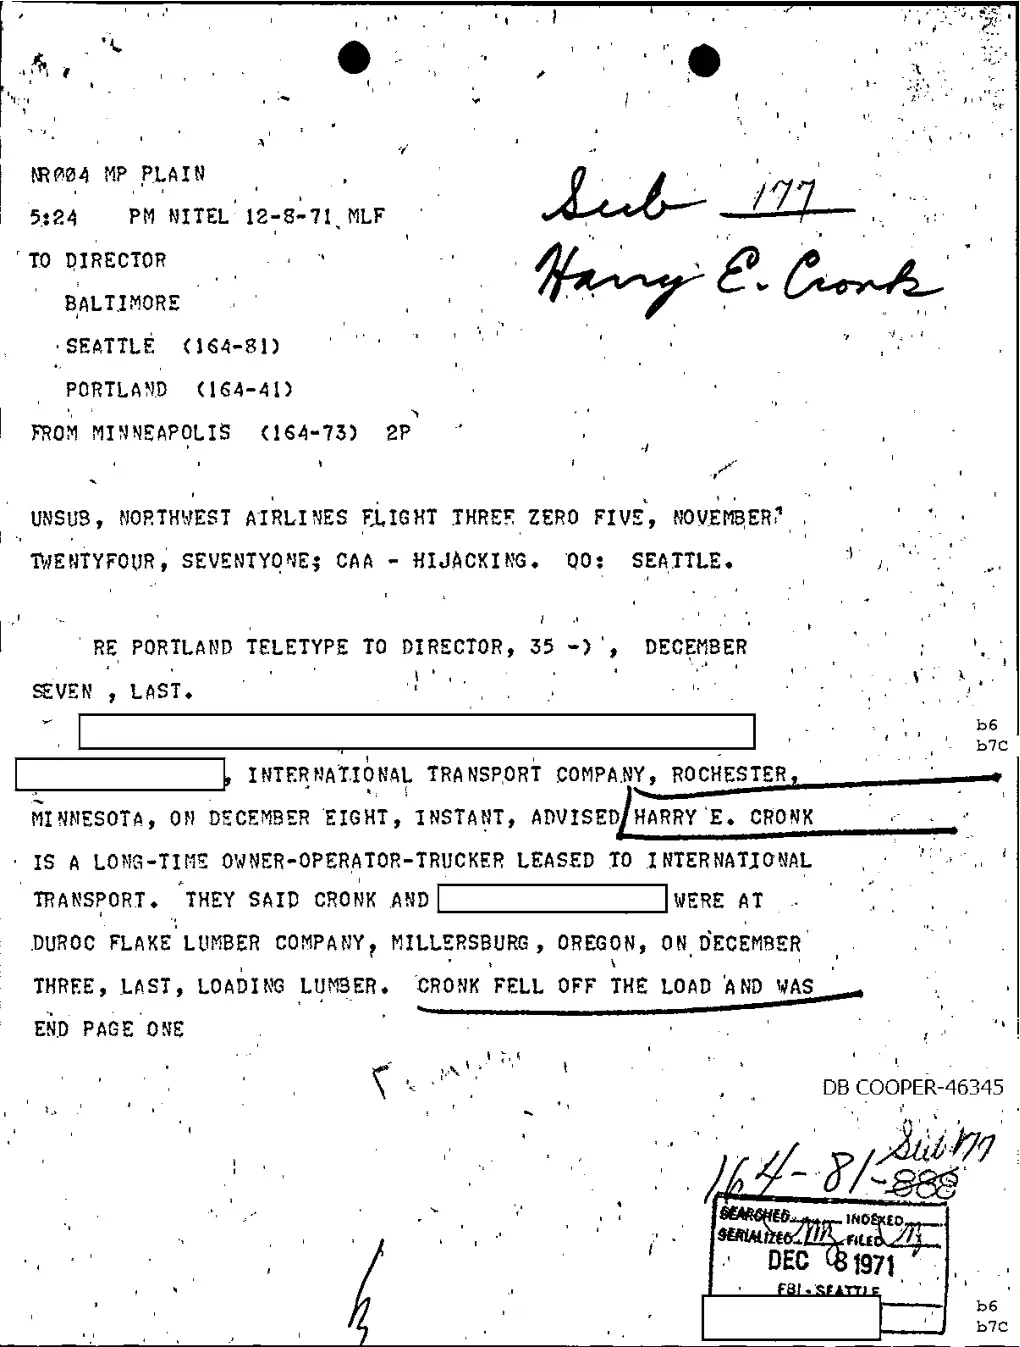 NR004 MP PLAIN
5:24 PM NITEL 12-8-71 MLF
Sub 177
TO DIRECTOR
Harry E. Cronk
BALTIMORE
SEATTLE (164-81)
PORTLAND (164-41)
FROM MINNEAPOLIS (164-73) 2P
UNSUB, NORTHWEST AIRLINES FLIGHT THREE ZERO FIVE, NOVEMBER
TWENTYFOUR, SEVENTYONE; CAA - HIJACKING. OO: SEATTLE.
RE PORTLAND TELETYPE TO DIRECTOR, 35 -) ', DECEMBER
SEVEN , LAST.
b6
b7C
, INTERNATIONAL TRANSPORT COMPANY, ROCHESTER,
MINNESOTA, ON DECEMBER EIGHT, INSTANT, ADVISED HARRY E. CRONK
IS A LONG-TIME OWNER-OPERATOR-TRUCKER LEASED TO INTERNATIONAL
TRANSPORT. THEY SAID CRONK AND WERE AT
DUROC FLAKE LUMBER COMPANY, MILLERSBURG, OREGON, ON DECEMBER
THREE, LAST, LOADING LUMBER. CRONK FELL OFF THE LOAD AND WAS
END PAGE ONE
DB COOPER-46345
164-81-Sub 177
888
SEARCHED INDEXED
SERIALIZED FILED
DEC 8 1971
FBI - SEATTLE
b6
b7C